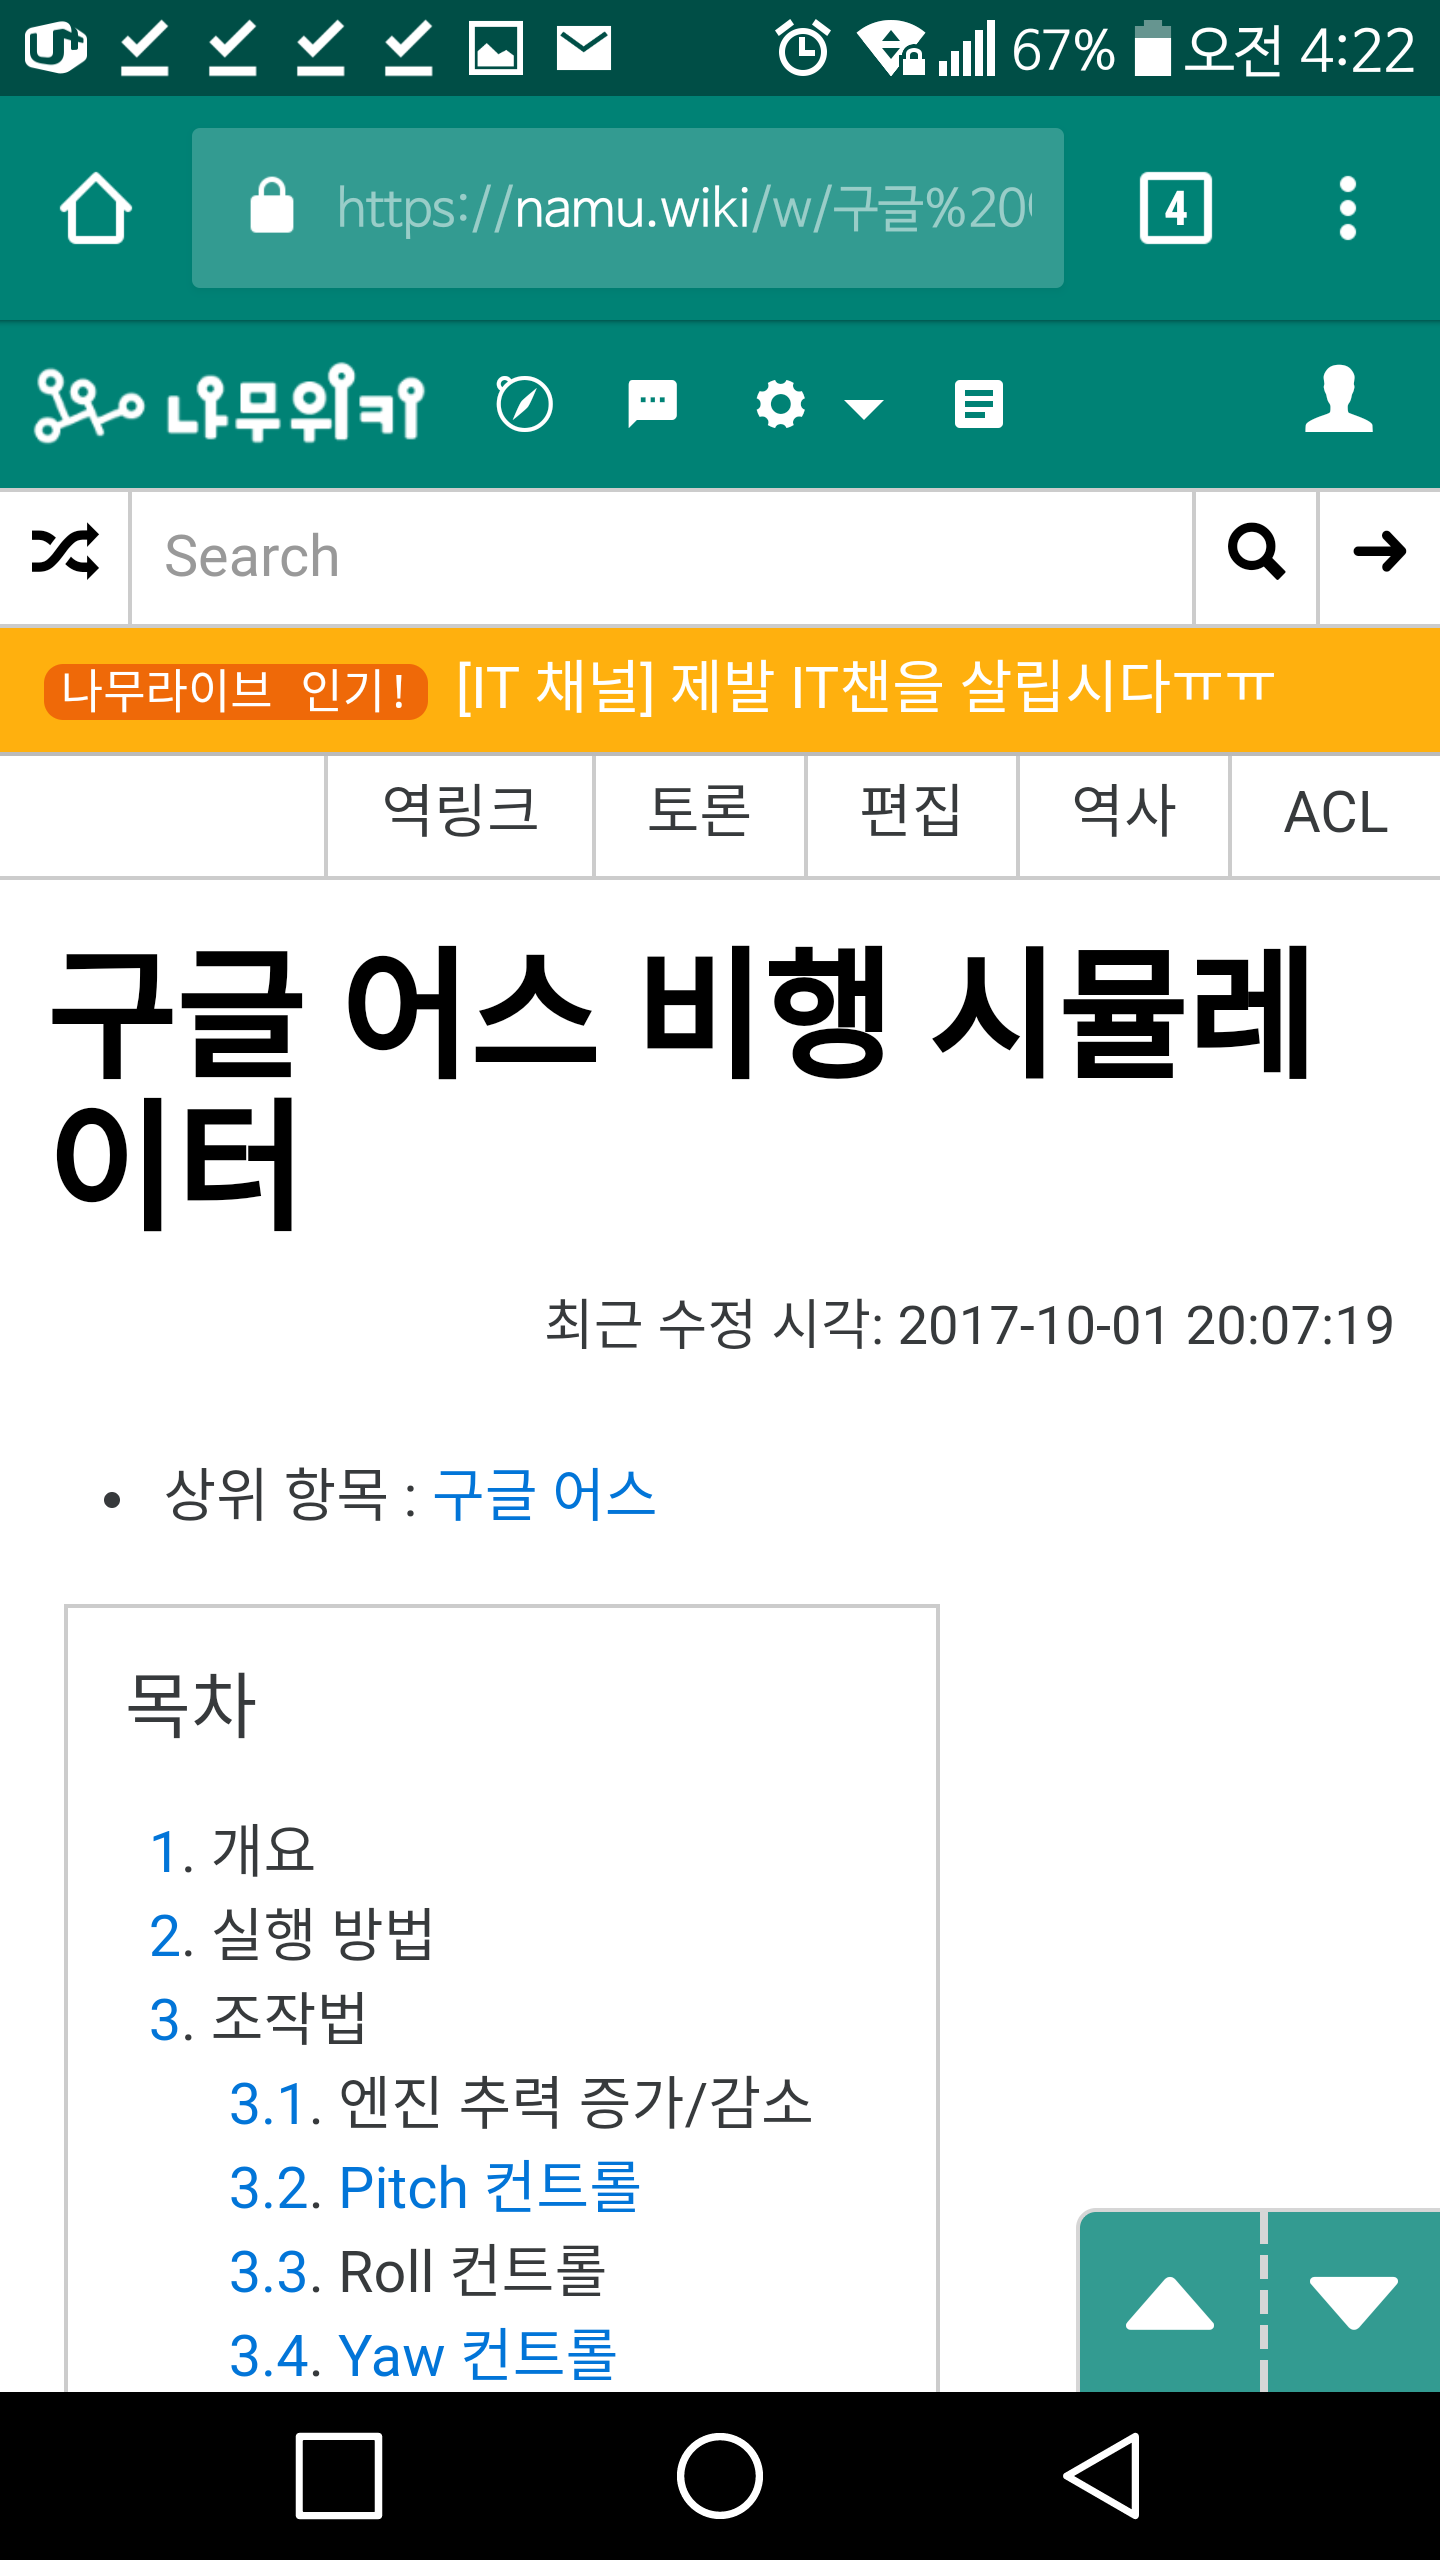 U+ 67% 오전 4:22
https://namu.wiki/w/구글%20 4
나무위키
Search
나무라이브 인기! [IT 채널] 제발 IT챈을 살립시다ㅠㅠ
역링크 토론 편집 역사 ACL
구글 어스 비행 시뮬레
이터
최근 수정 시각: 2017-10-01 20:07:19
• 상위 항목 : 구글 어스
목차
1. 개요
2. 실행 방법
3. 조작법
3.1. 엔진 추력 증가/감소
3.2. Pitch 컨트롤
3.3. Roll 컨트롤
3.4. Yaw 컨트롤